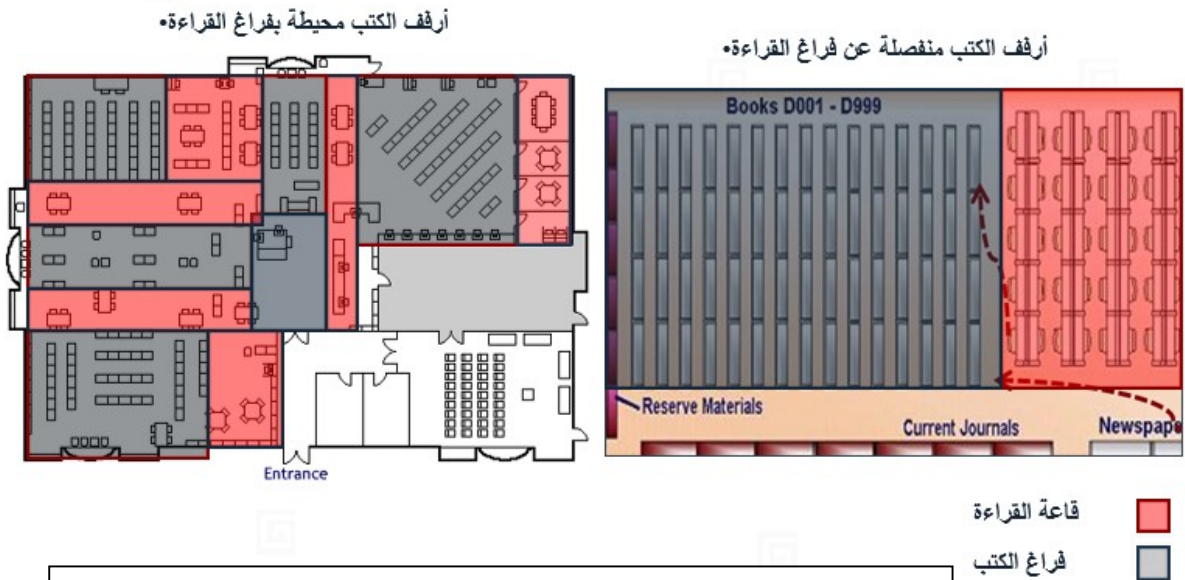 أرفف الكتب محيطة بفراغ القراءة•
أرفف الكتب منفصلة عن فراغ القراءة•
Books D001 - D999
Reserve Materials
Current Journals
Newspape
Entrance
قاعة القراءة
فراغ الكتب